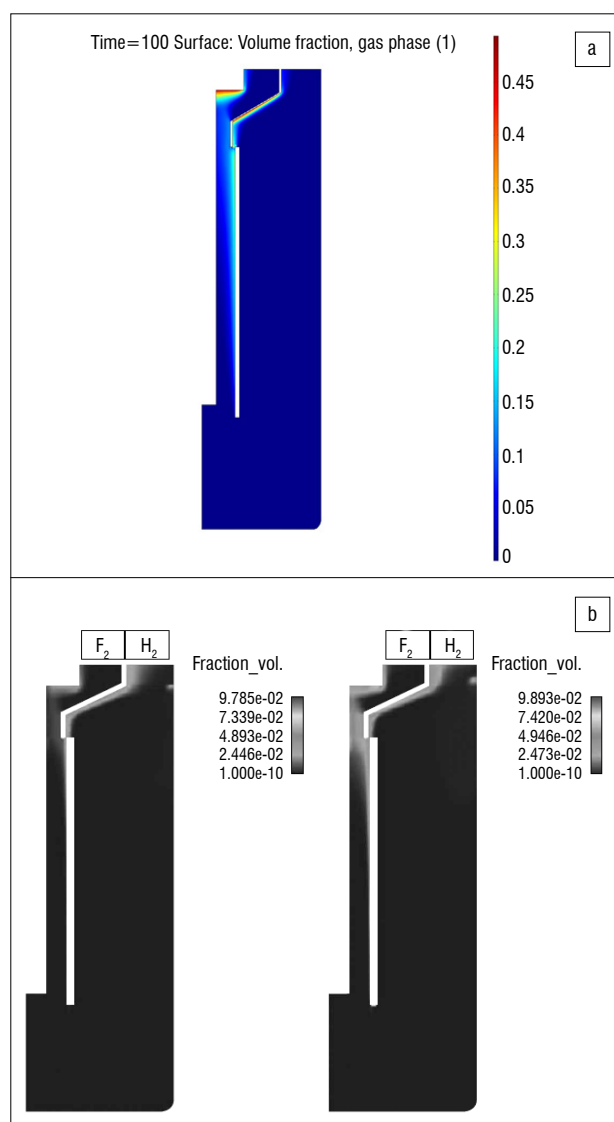 Time=100 Surface: Volume fraction, gas phase (1)
a
0.45
0.4
0.35
0.3
0.25
0.2
0.15
0.1
0.05
0
b
F₂ H₂
Fraction_vol.
9.785e-02
7.339e-02
4.893e-02
2.446e-02
1.000e-10
F₂ H₂
Fraction_vol.
9.893e-02
7.420e-02
4.946e-02
2.473e-02
1.000e-10